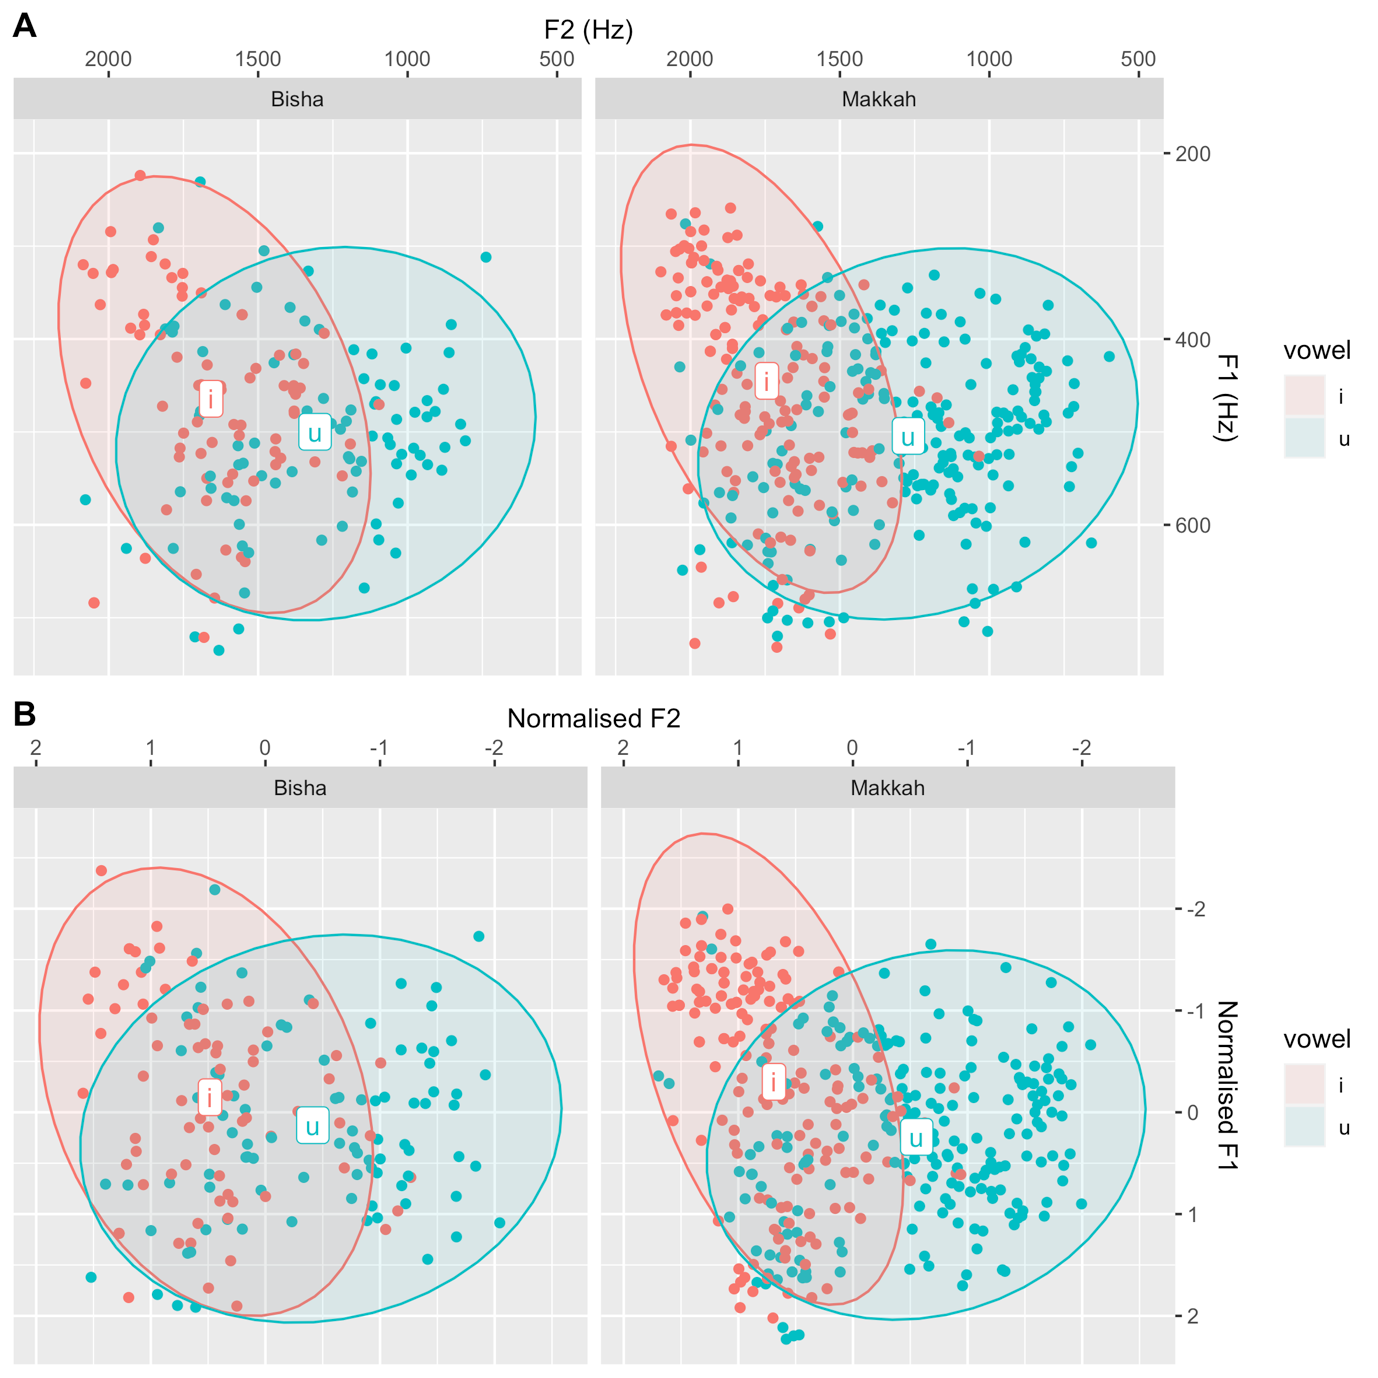 A
F2 (Hz)
2000 1500 1000 500 2000 1500 1000 500
Bisha Makkah
200
400
600
F1 (Hz)
vowel
i
u
i
u
i
u
B
Normalised F2
2 1 0 -1 -2 2 1 0 -1 -2
Bisha Makkah
-2
-1
0
1
2
Normalised F1
vowel
i
u
i
u
i
u